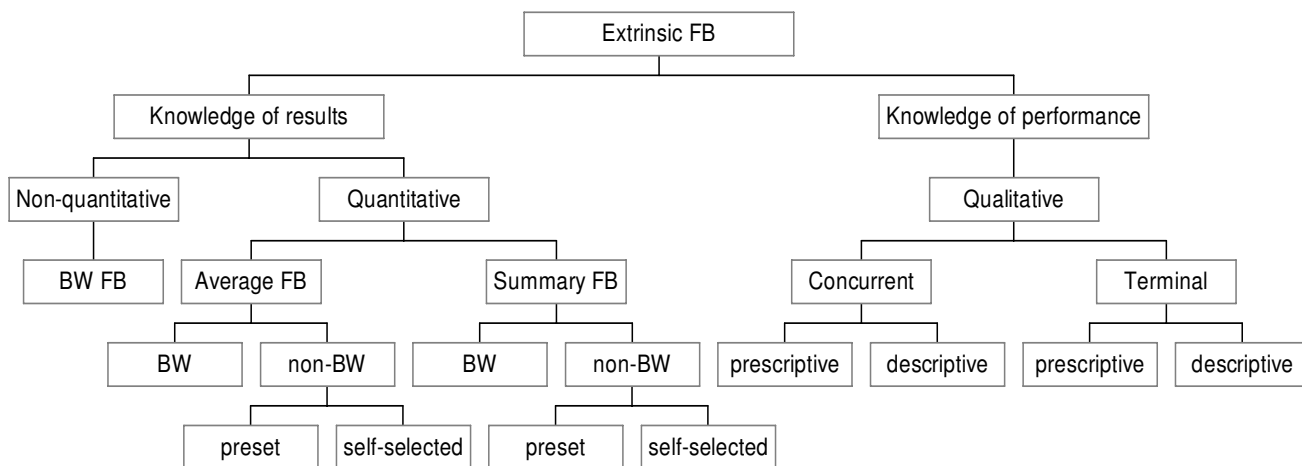 Extrinsic FB
Knowledge of results
Knowledge of performance
Non-quantitative
Quantitative
Qualitative
BW FB
Average FB
Summary FB
Concurrent
Terminal
BW
non-BW
BW
non-BW
prescriptive
descriptive
prescriptive
descriptive
preset
self-selected
preset
self-selected